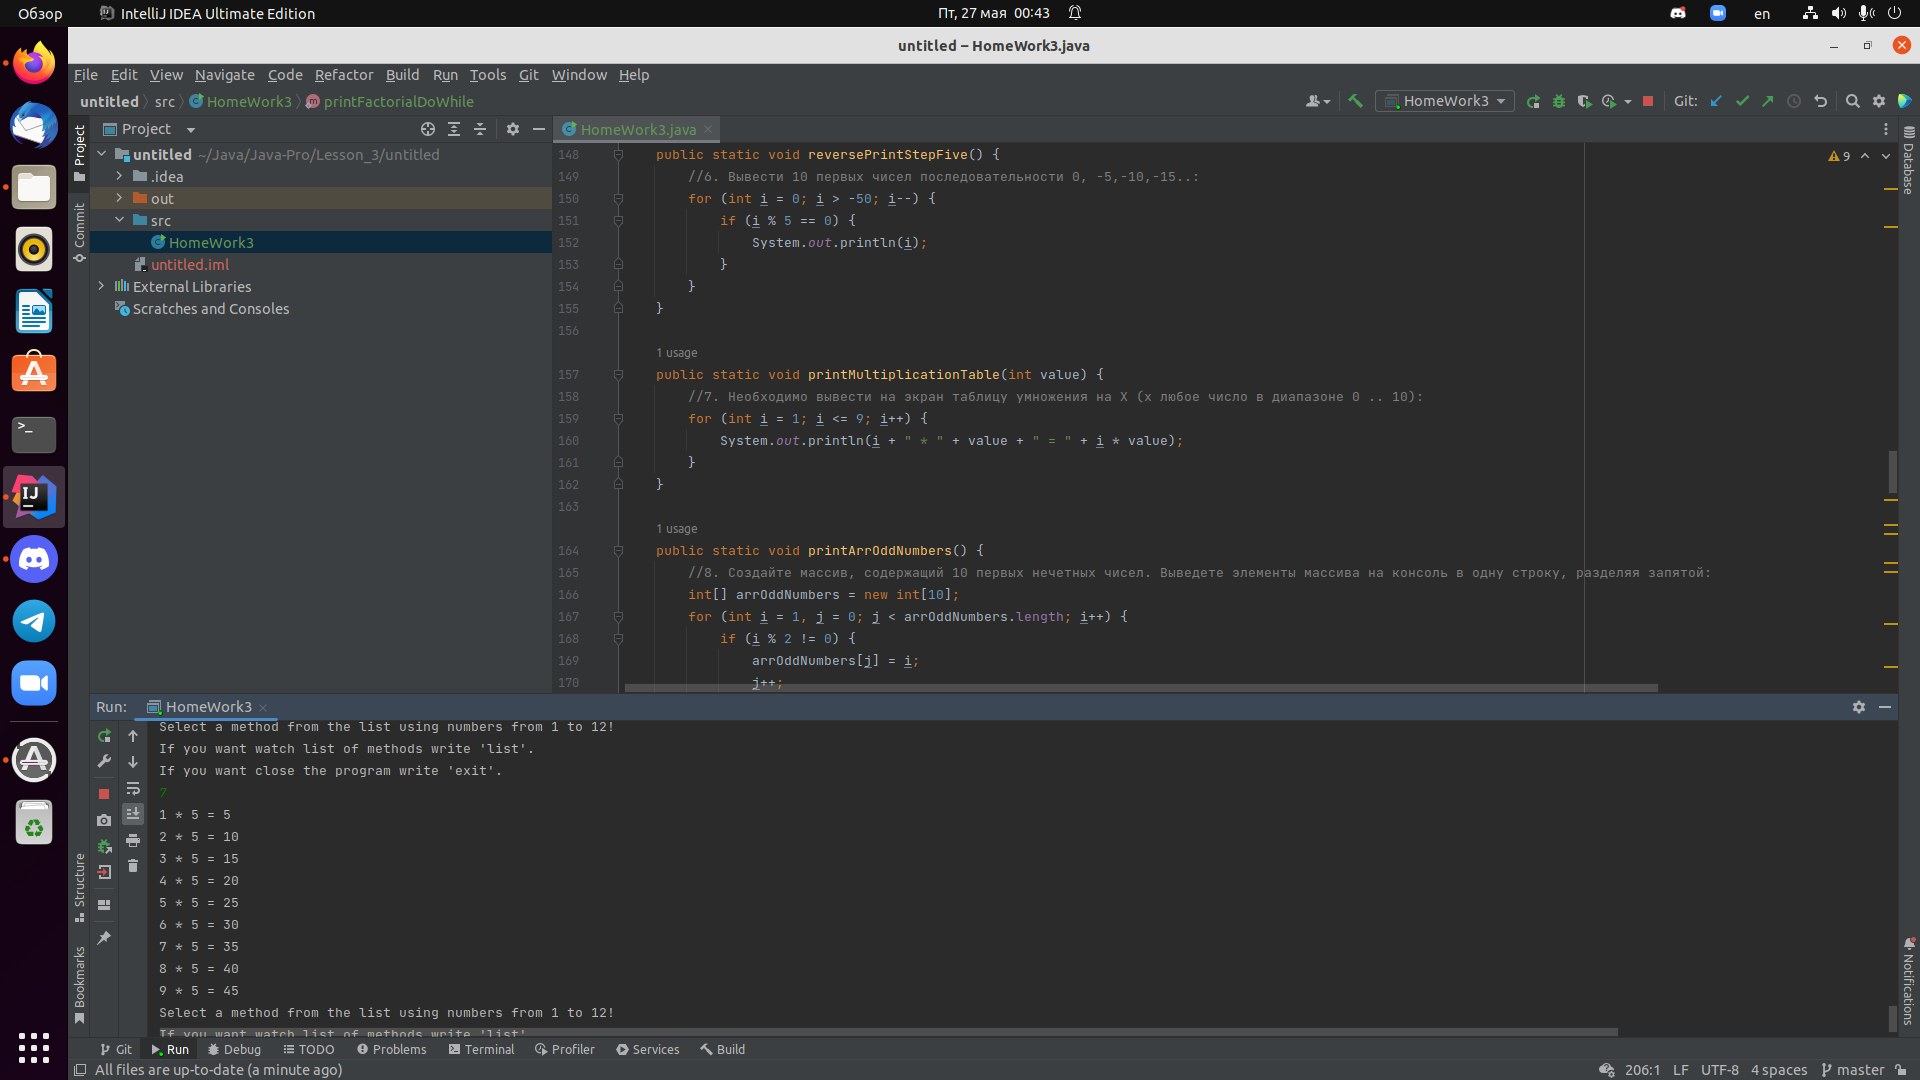 Обзор IntelliJ IDEA Ultimate Edition Пт, 27 мая 00:43 en
untitled – HomeWork3.java
File Edit View Navigate Code Refactor Build Run Tools Git Window Help
untitled src HomeWork3 printFactorialDoWhile HomeWork3 Git:
Project HomeWork3.java
untitled ~/Java/Java-Pro/Lesson_3/untitled
.idea
out
src
HomeWork3
untitled.iml
External Libraries
Scratches and Consoles
Project
Commit
Structure
Bookmarks
Database
Notifications
9
148 public static void reversePrintStepFive() {
149 //6. Вывести 10 первых чисел последовательности 0, -5,-10,-15..:
150 for (int i = 0; i > -50; i--) {
151 if (i % 5 == 0) {
152 System.out.println(i);
153 }
154 }
155 }
156
1 usage
157 public static void printMultiplicationTable(int value) {
158 //7. Необходимо вывести на экран таблицу умножения на X (x любое число в диапазоне 0 .. 10):
159 for (int i = 1; i <= 9; i++) {
160 System.out.println(i + " * " + value + " = " + i * value);
161 }
162 }
163
1 usage
164 public static void printArrOddNumbers() {
165 //8. Создайте массив, содержащий 10 первых нечетных чисел. Выведете элементы массива на консоль в одну строку, разделяя запятой:
166 int[] arrOddNumbers = new int[10];
167 for (int i = 1, j = 0; j < arrOddNumbers.length; i++) {
168 if (i % 2 != 0) {
169 arrOddNumbers[j] = i;
170 j++;
Run: HomeWork3
Select a method from the list using numbers from 1 to 12!
If you want watch list of methods write 'list'.
If you want close the program write 'exit'.
7
1 * 5 = 5
2 * 5 = 10
3 * 5 = 15
4 * 5 = 20
5 * 5 = 25
6 * 5 = 30
7 * 5 = 35
8 * 5 = 40
9 * 5 = 45
Select a method from the list using numbers from 1 to 12!
If you want watch list of methods write 'list'
Git Run Debug TODO Problems Terminal Profiler Services Build
All files are up-to-date (a minute ago) 206:1 LF UTF-8 4 spaces master